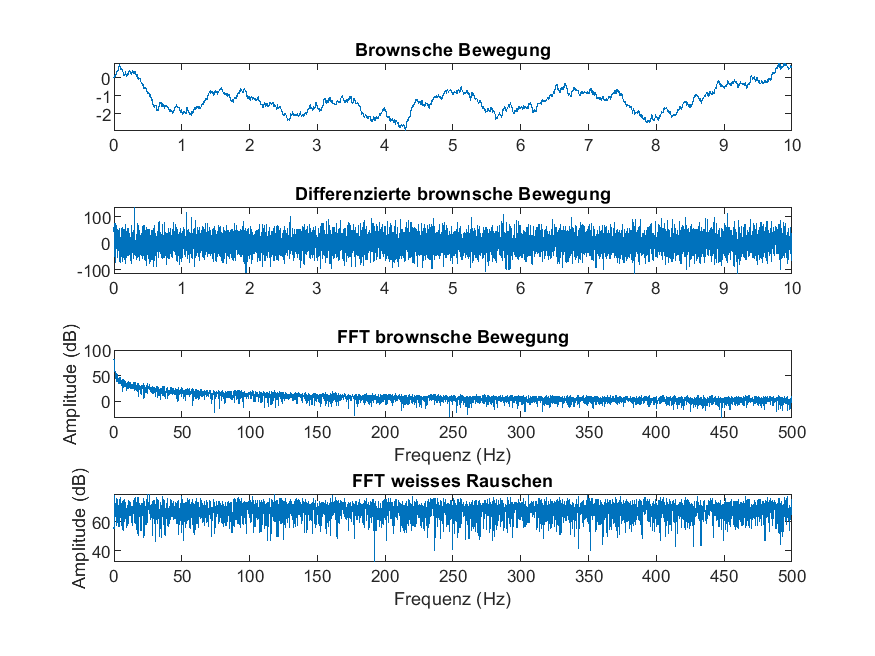 Brownsche Bewegung
0
-1
-2
0 1 2 3 4 5 6 7 8 9 10
Differenzierte brownsche Bewegung
100
0
-100
0 1 2 3 4 5 6 7 8 9 10
FFT brownsche Bewegung
Amplitude (dB)
100
50
0
0 50 100 150 200 250 300 350 400 450 500
Frequenz (Hz)
FFT weisses Rauschen
Amplitude (dB)
60
40
0 50 100 150 200 250 300 350 400 450 500
Frequenz (Hz)